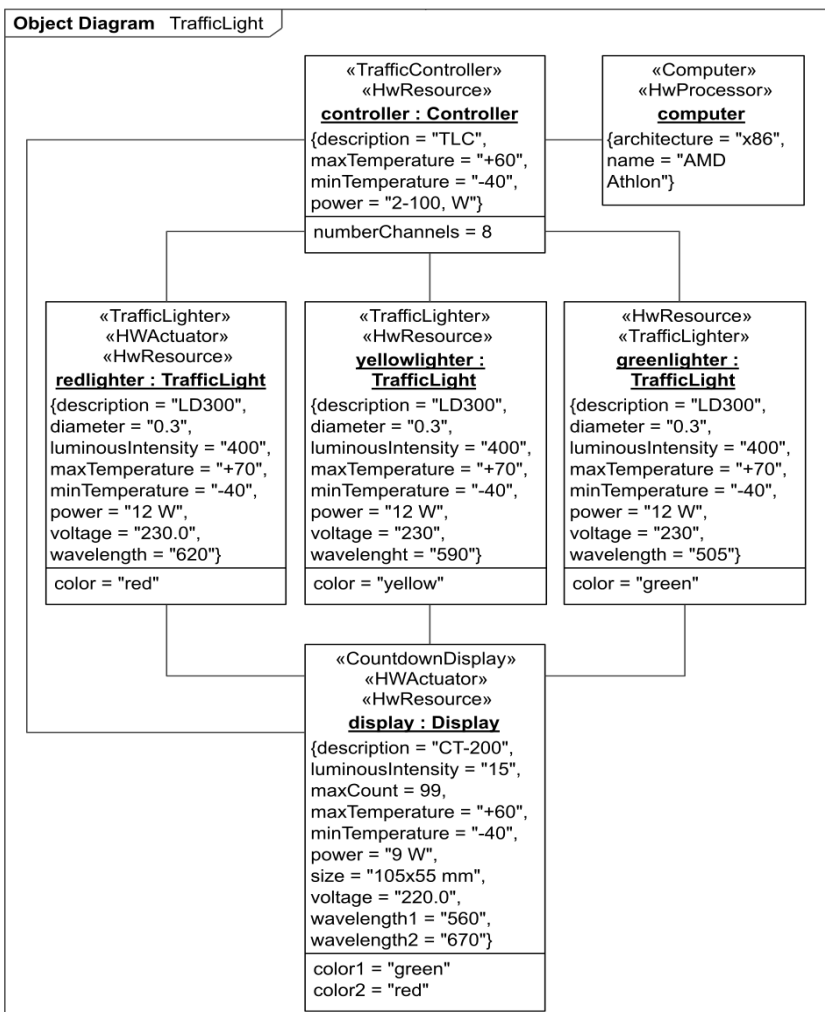 Object Diagram TrafficLight
«TrafficController»
«HwResource»
controller : Controller
{description = "TLC",
maxTemperature = "+60",
minTemperature = "-40",
power = "2-100, W"}
numberChannels = 8
«Computer»
«HwProcessor»
computer
{architecture = "x86",
name = "AMD
Athlon"}
«TrafficLighter»
«HWActuator»
«HwResource»
redlighter : TrafficLight
{description = "LD300",
diameter = "0.3",
luminousIntensity = "400",
maxTemperature = "+70",
minTemperature = "-40",
power = "12 W",
voltage = "230.0",
wavelength = "620"}
color = "red"
«TrafficLighter»
«HwResource»
yellowlighter :
TrafficLight
{description = "LD300",
diameter = "0.3",
luminousIntensity = "400",
maxTemperature = "+70",
minTemperature = "-40",
power = "12 W",
voltage = "230",
wavelenght = "590"}
color = "yellow"
«HwResource»
«TrafficLighter»
greenlighter :
TrafficLight
{description = "LD300",
diameter = "0.3",
luminousIntensity = "400",
maxTemperature = "+70",
minTemperature = "-40",
power = "12 W",
voltage = "230",
wavelength = "505"}
color = "green"
«CountdownDisplay»
«HWActuator»
«HwResource»
display : Display
{description = "CT-200",
luminousIntensity = "15",
maxCount = 99,
maxTemperature = "+60",
minTemperature = "-40",
power = "9 W",
size = "105x55 mm",
voltage = "220.0",
wavelength1 = "560",
wavelength2 = "670"}
color1 = "green"
color2 = "red"